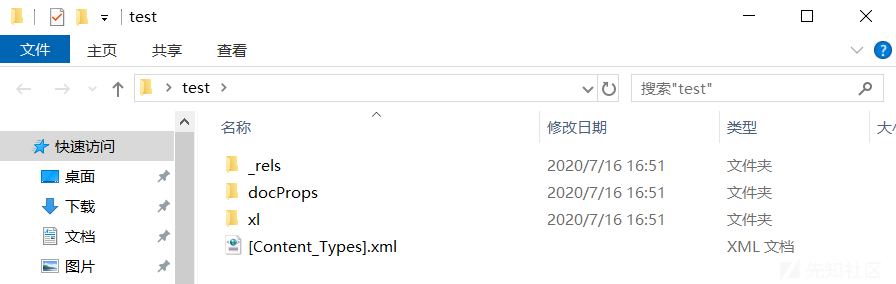 test
文件 主页 共享 查看
test 搜索"test"
名称 修改日期 类型 大小
快速访问
桌面
下载
文档
图片
_rels 2020/7/16 16:51 文件夹
docProps 2020/7/16 16:51 文件夹
xl 2020/7/16 16:51 文件夹
[Content_Types].xml XML 文档
先知社区